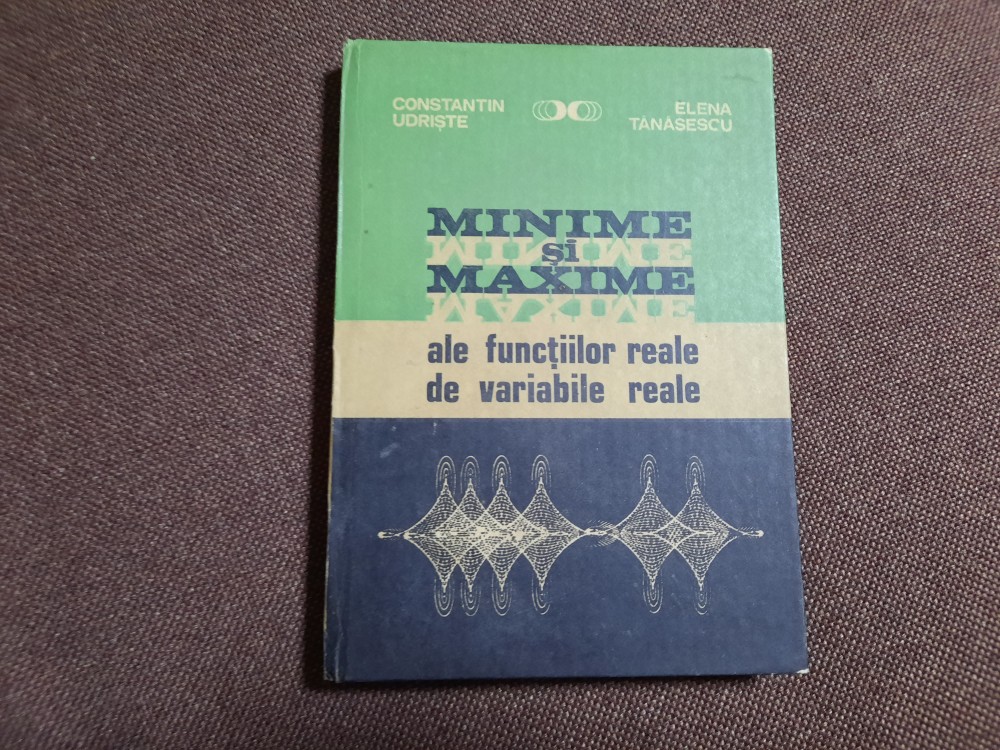 CONSTANTIN
UDRIȘTE
ELENA
TĂNĂSESCU
MINIME
și
MAXIME
ale funcțiilor reale
de variabile reale